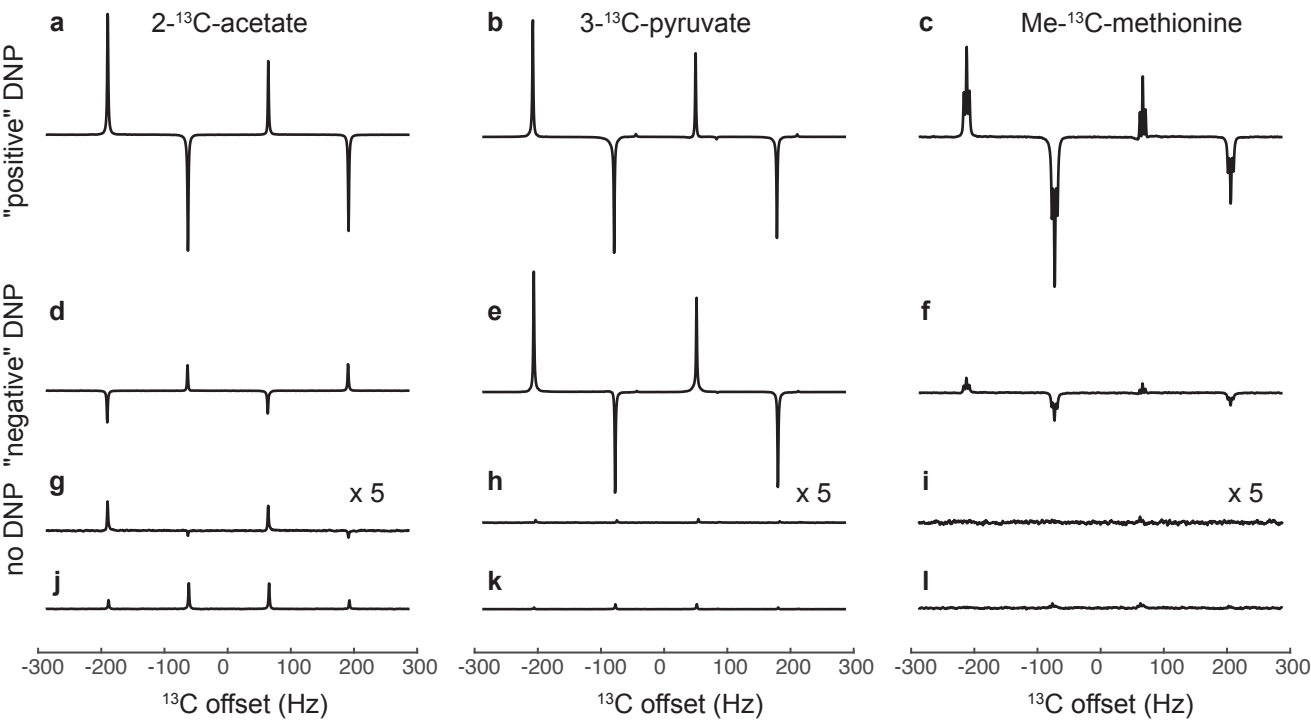 a 2-¹³C-acetate b 3-¹³C-pyruvate c Me-¹³C-methionine
"positive" DNP
d e f
"negative" DNP
g x 5 h x 5 i x 5
no DNP
j k l
-300 -200 -100 0 100 200 300 -300 -200 -100 0 100 200 300 -300 -200 -100 0 100 200 300
¹³C offset (Hz) ¹³C offset (Hz) ¹³C offset (Hz)